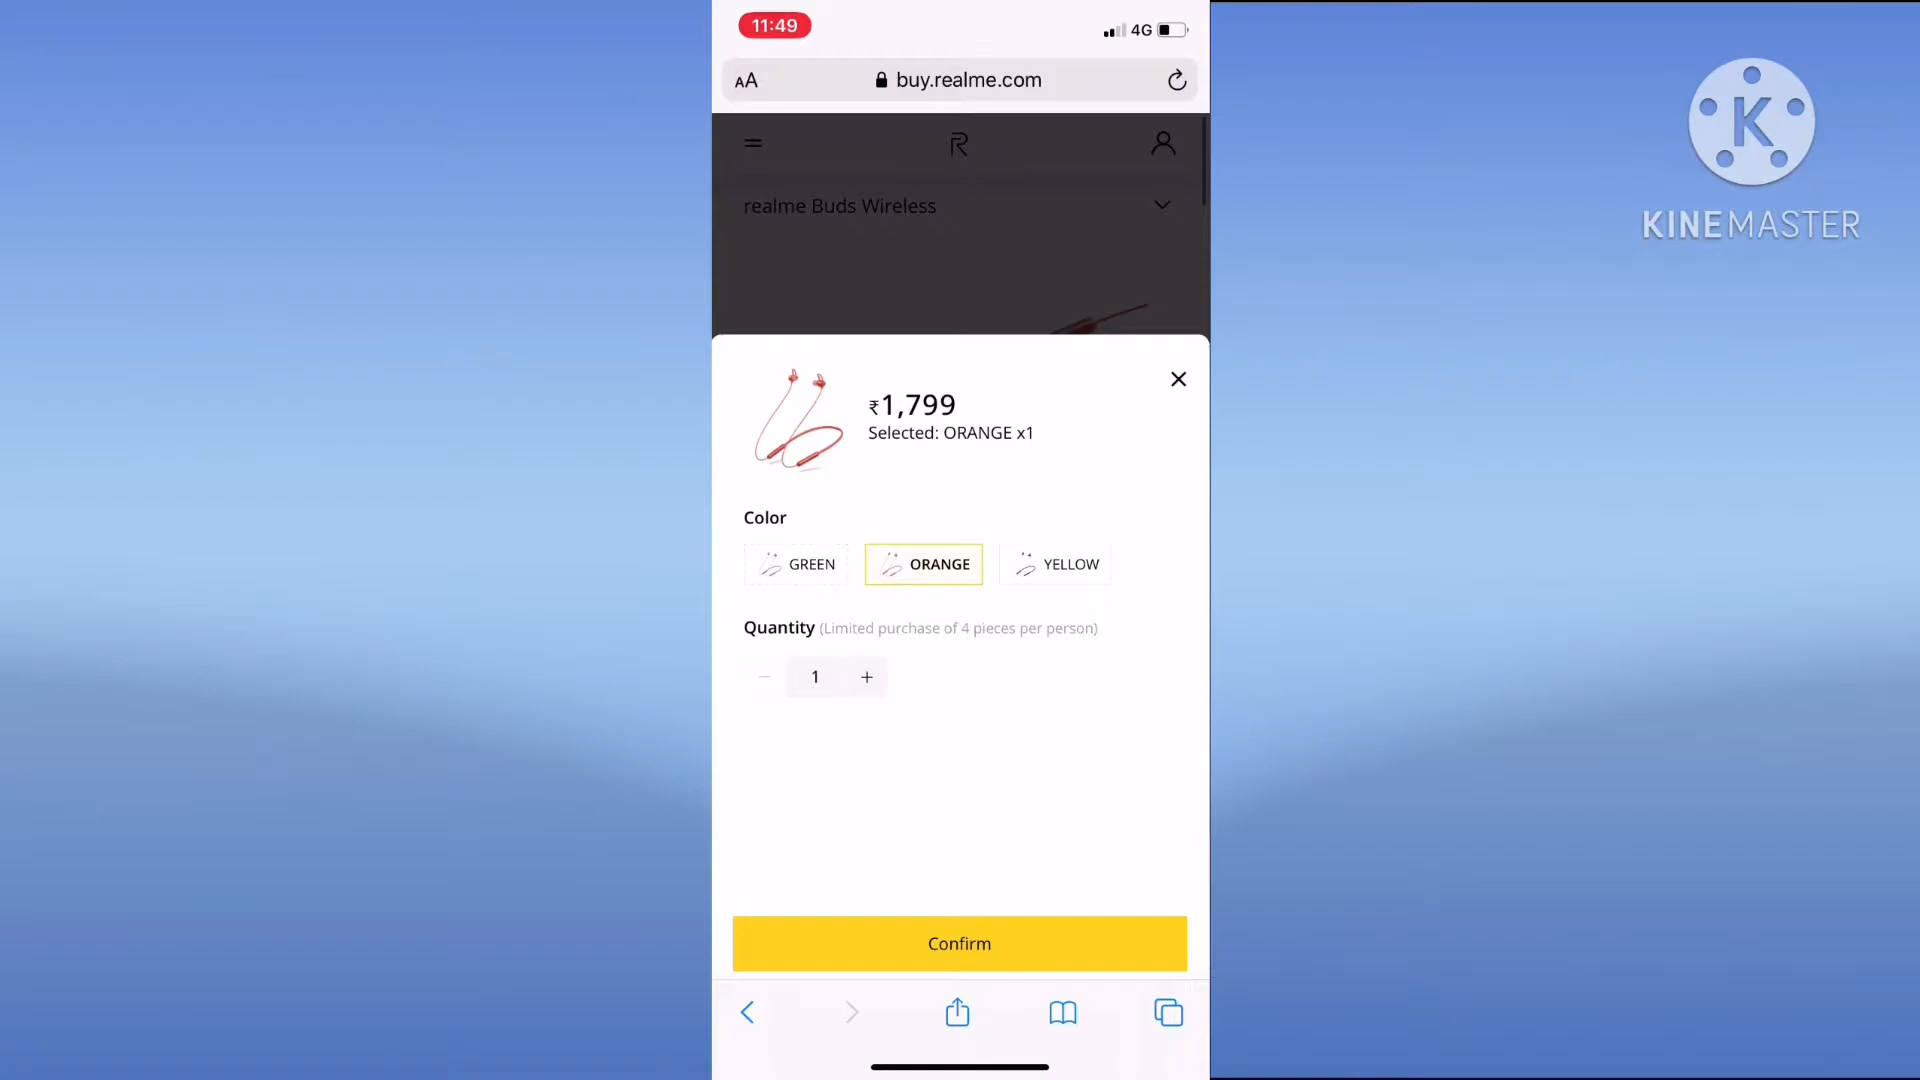 11:49
4G
AA
buy.realme.com
realme Buds Wireless
₹1,799
Selected: ORANGE x1
Color
GREEN
ORANGE
YELLOW
Quantity (Limited purchase of 4 pieces per person)
1
Confirm
K
KINEMASTER